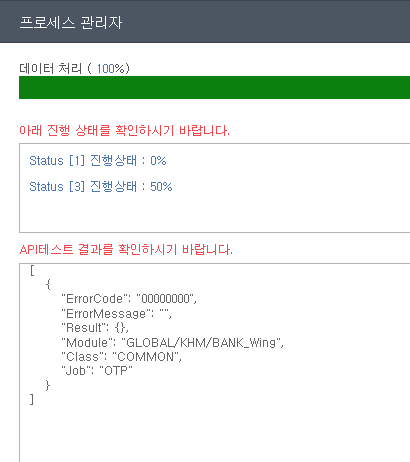 프로세스 관리자
데이터 처리 ( 100%)
아래 진행 상태를 확인하시기 바랍니다.
Status [1] 진행상태 : 0%
Status [3] 진행상태 : 50%
API테스트 결과를 확인하시기 바랍니다.
[
{
"ErrorCode": "00000000",
"ErrorMessage": "",
"Result": {},
"Module": "GLOBAL/KHM/BANK_Wing",
"Class": "COMMON",
"Job": "OTP"
}
]